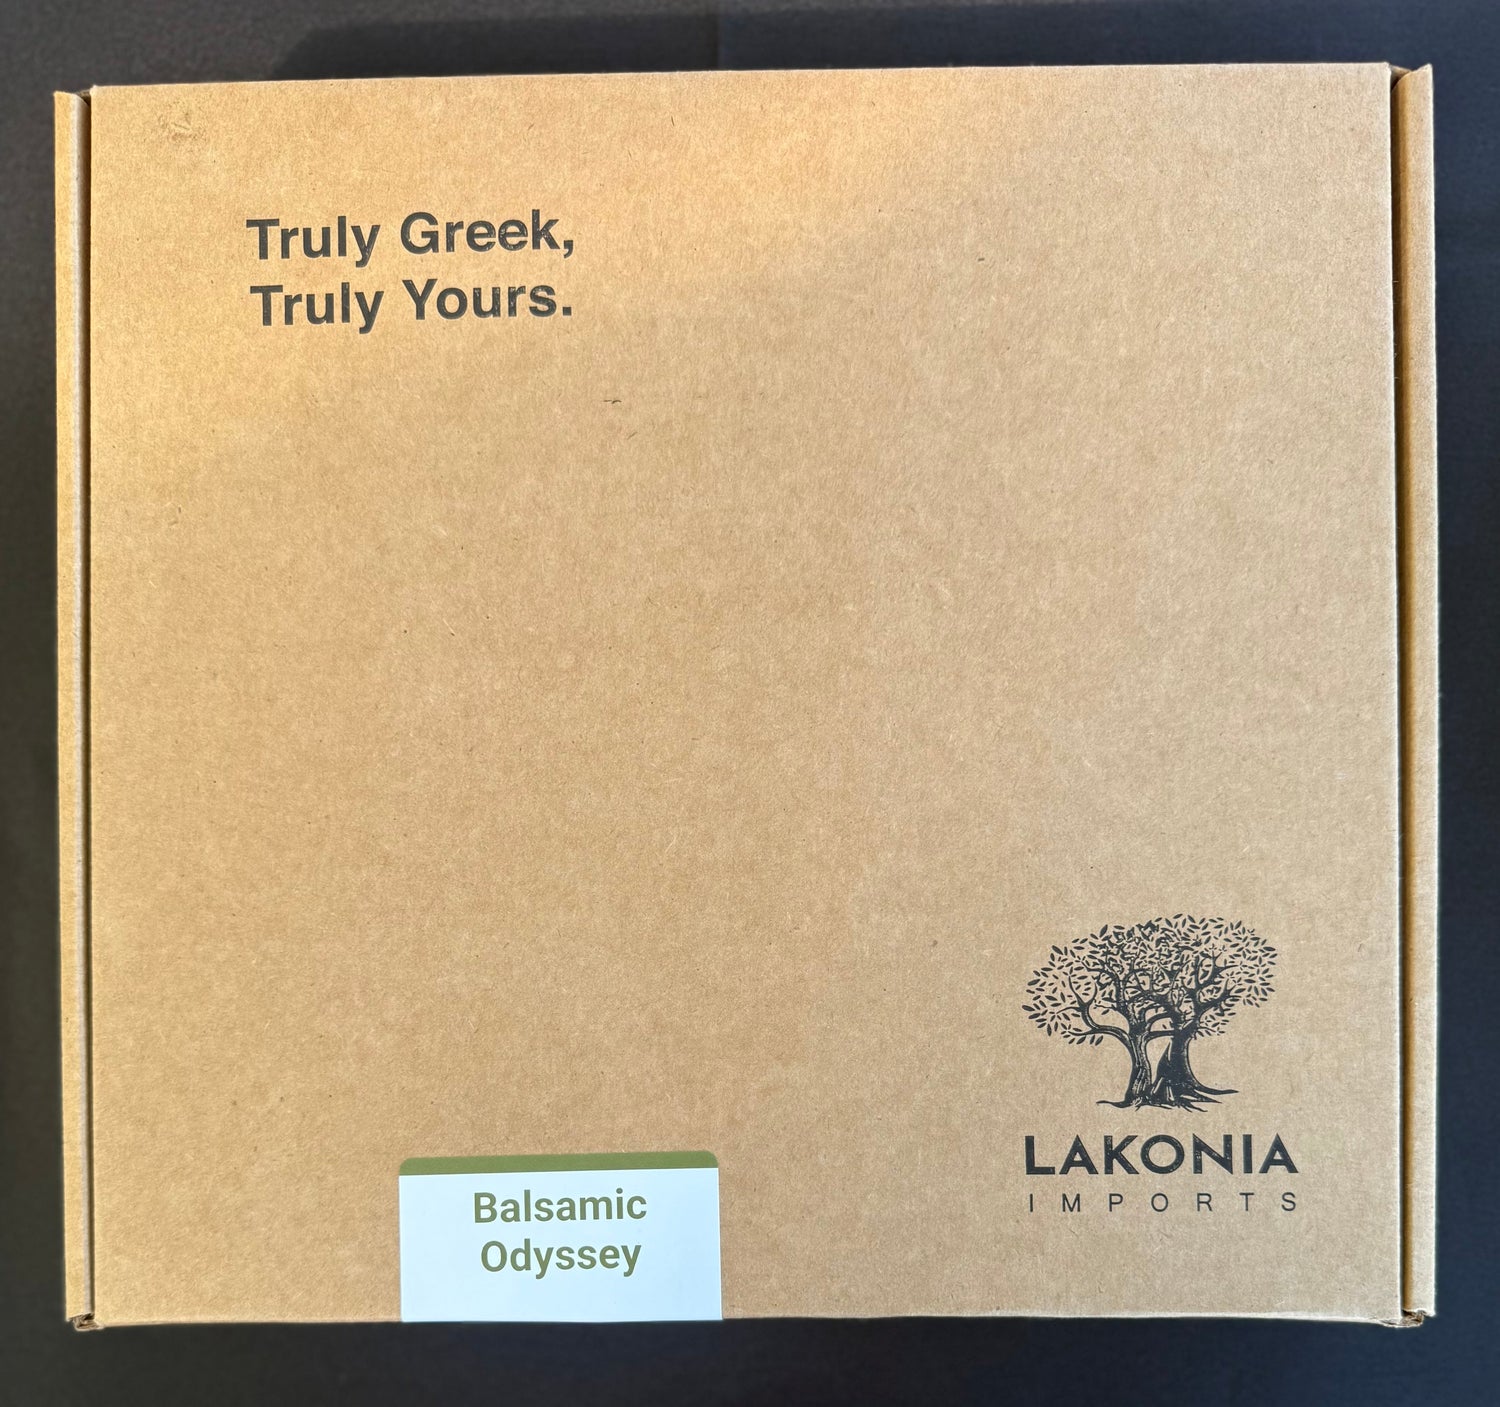 Truly Greek,
Truly Yours.
LAKONIA
IMPORTS
Balsamic
Odyssey